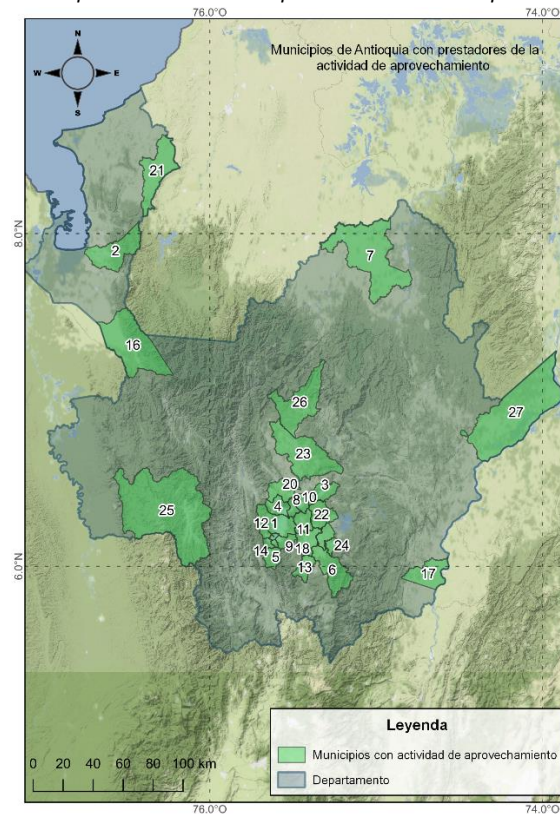 76.0°O
74.0°O
Municipios de Antioquia con prestadores de la
actividad de aprovechamiento
N
W
E
S
21
8.0°N
2
7
16
26
27
23
20
3
8
10
25
4
22
12
1
11
24
14
5
9
18
6.0°N
13
6
17
Leyenda
Municipios con actividad de aprovechamiento
Departamento
0 20 40 60 80 100 km
76.0°O
74.0°O